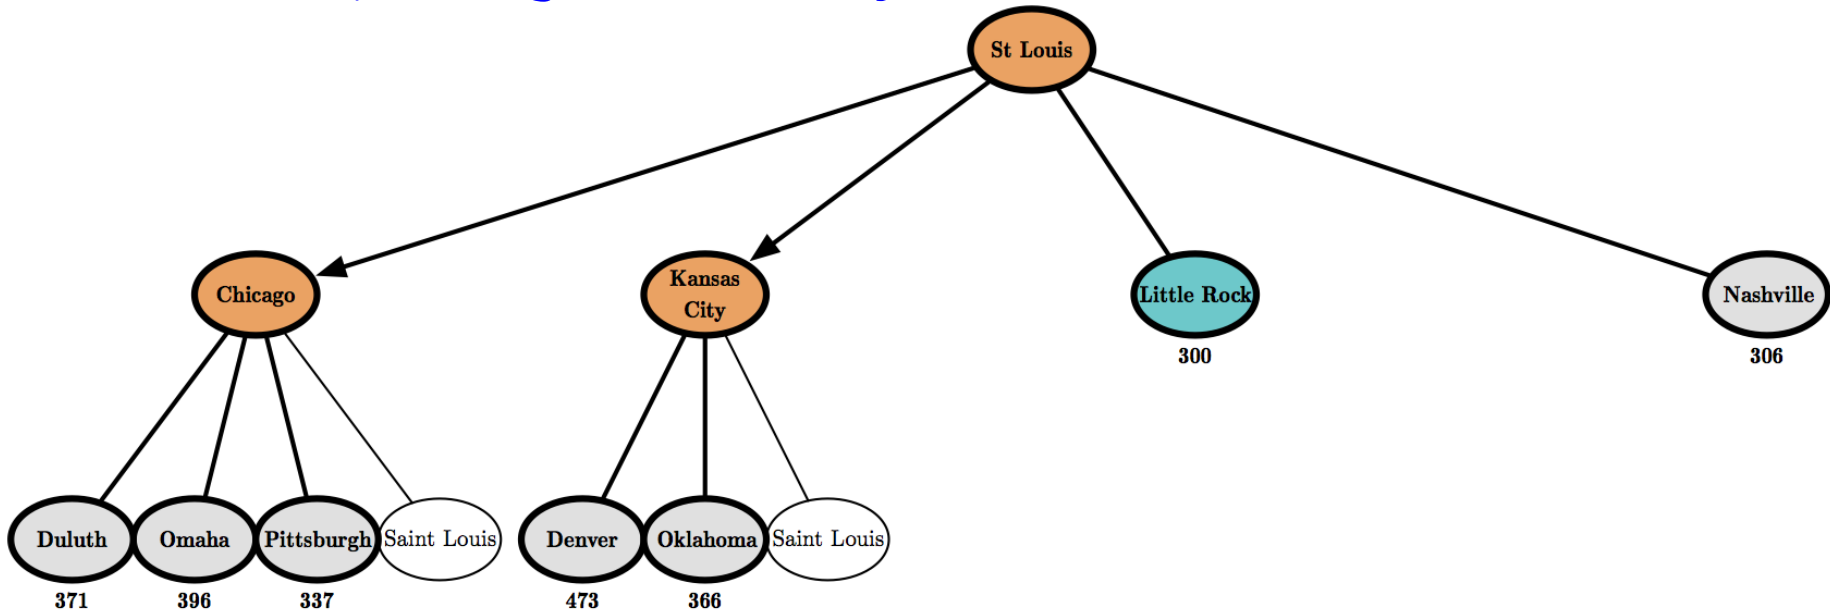 St Louis
Chicago
Kansas
City
Little Rock
Nashville
300
306
Duluth
Omaha
Pittsburgh
Saint Louis
Denver
Oklahoma
Saint Louis
371
396
337
473
366